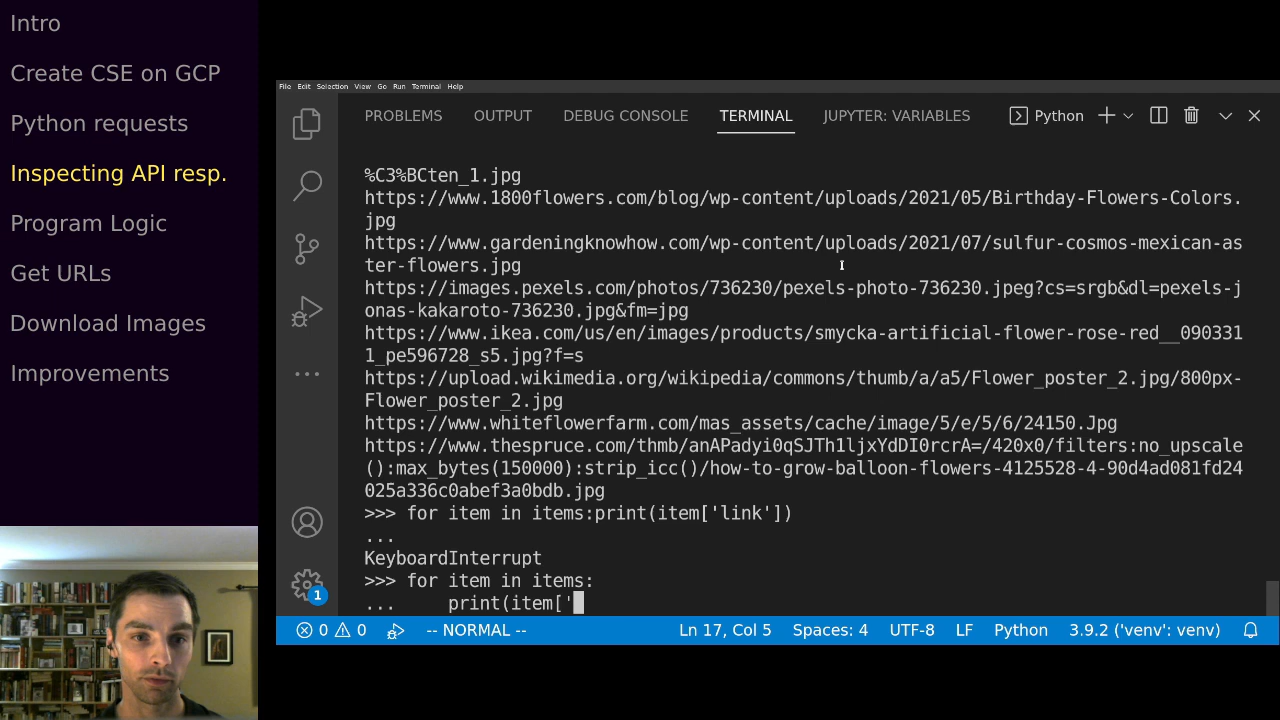 Intro
Create CSE on GCP
Python requests
Inspecting API resp.
Program Logic
Get URLs
Download Images
Improvements
File Edit Selection View Go Run Terminal Help
PROBLEMS OUTPUT DEBUG CONSOLE TERMINAL JUPYTER: VARIABLES Python
%C3%BCten_1.jpg
https://www.1800flowers.com/blog/wp-content/uploads/2021/05/Birthday-Flowers-Colors.
jpg
https://www.gardeningknowhow.com/wp-content/uploads/2021/07/sulfur-cosmos-mexican-as
ter-flowers.jpg
https://images.pexels.com/photos/736230/pexels-photo-736230.jpeg?cs=srgb&dl=pexels-j
onas-kakaroto-736230.jpg&fm=jpg
https://www.ikea.com/us/en/images/products/smycka-artificial-flower-rose-red__090331
1_pe596728_s5.jpg?f=s
https://upload.wikimedia.org/wikipedia/commons/thumb/a/a5/Flower_poster_2.jpg/800px-
Flower_poster_2.jpg
https://www.whiteflowerfarm.com/mas_assets/cache/image/5/e/5/6/24150.Jpg
https://www.thespruce.com/thmb/anAPadyi0qSJTh1ljxYdDI0rcrA=/420x0/filters:no_upscale
():max_bytes(150000):strip_icc()/how-to-grow-balloon-flowers-4125528-4-90d4ad081fd24
025a336c0abef3a0bdb.jpg
>>> for item in items:print(item['link'])
...
KeyboardInterrupt
>>> for item in items:
...     print(item['
1
0 0 -- NORMAL -- Ln 17, Col 5 Spaces: 4 UTF-8 LF Python 3.9.2 ('venv': venv)